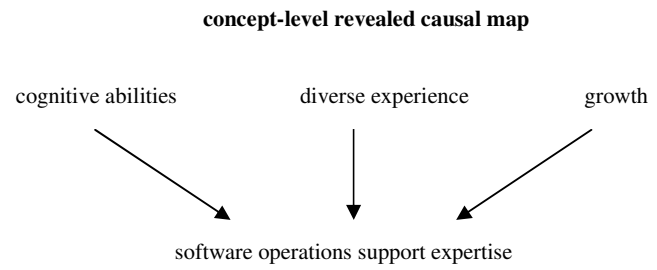 concept-level revealed causal map
cognitive abilities diverse experience growth
software operations support expertise